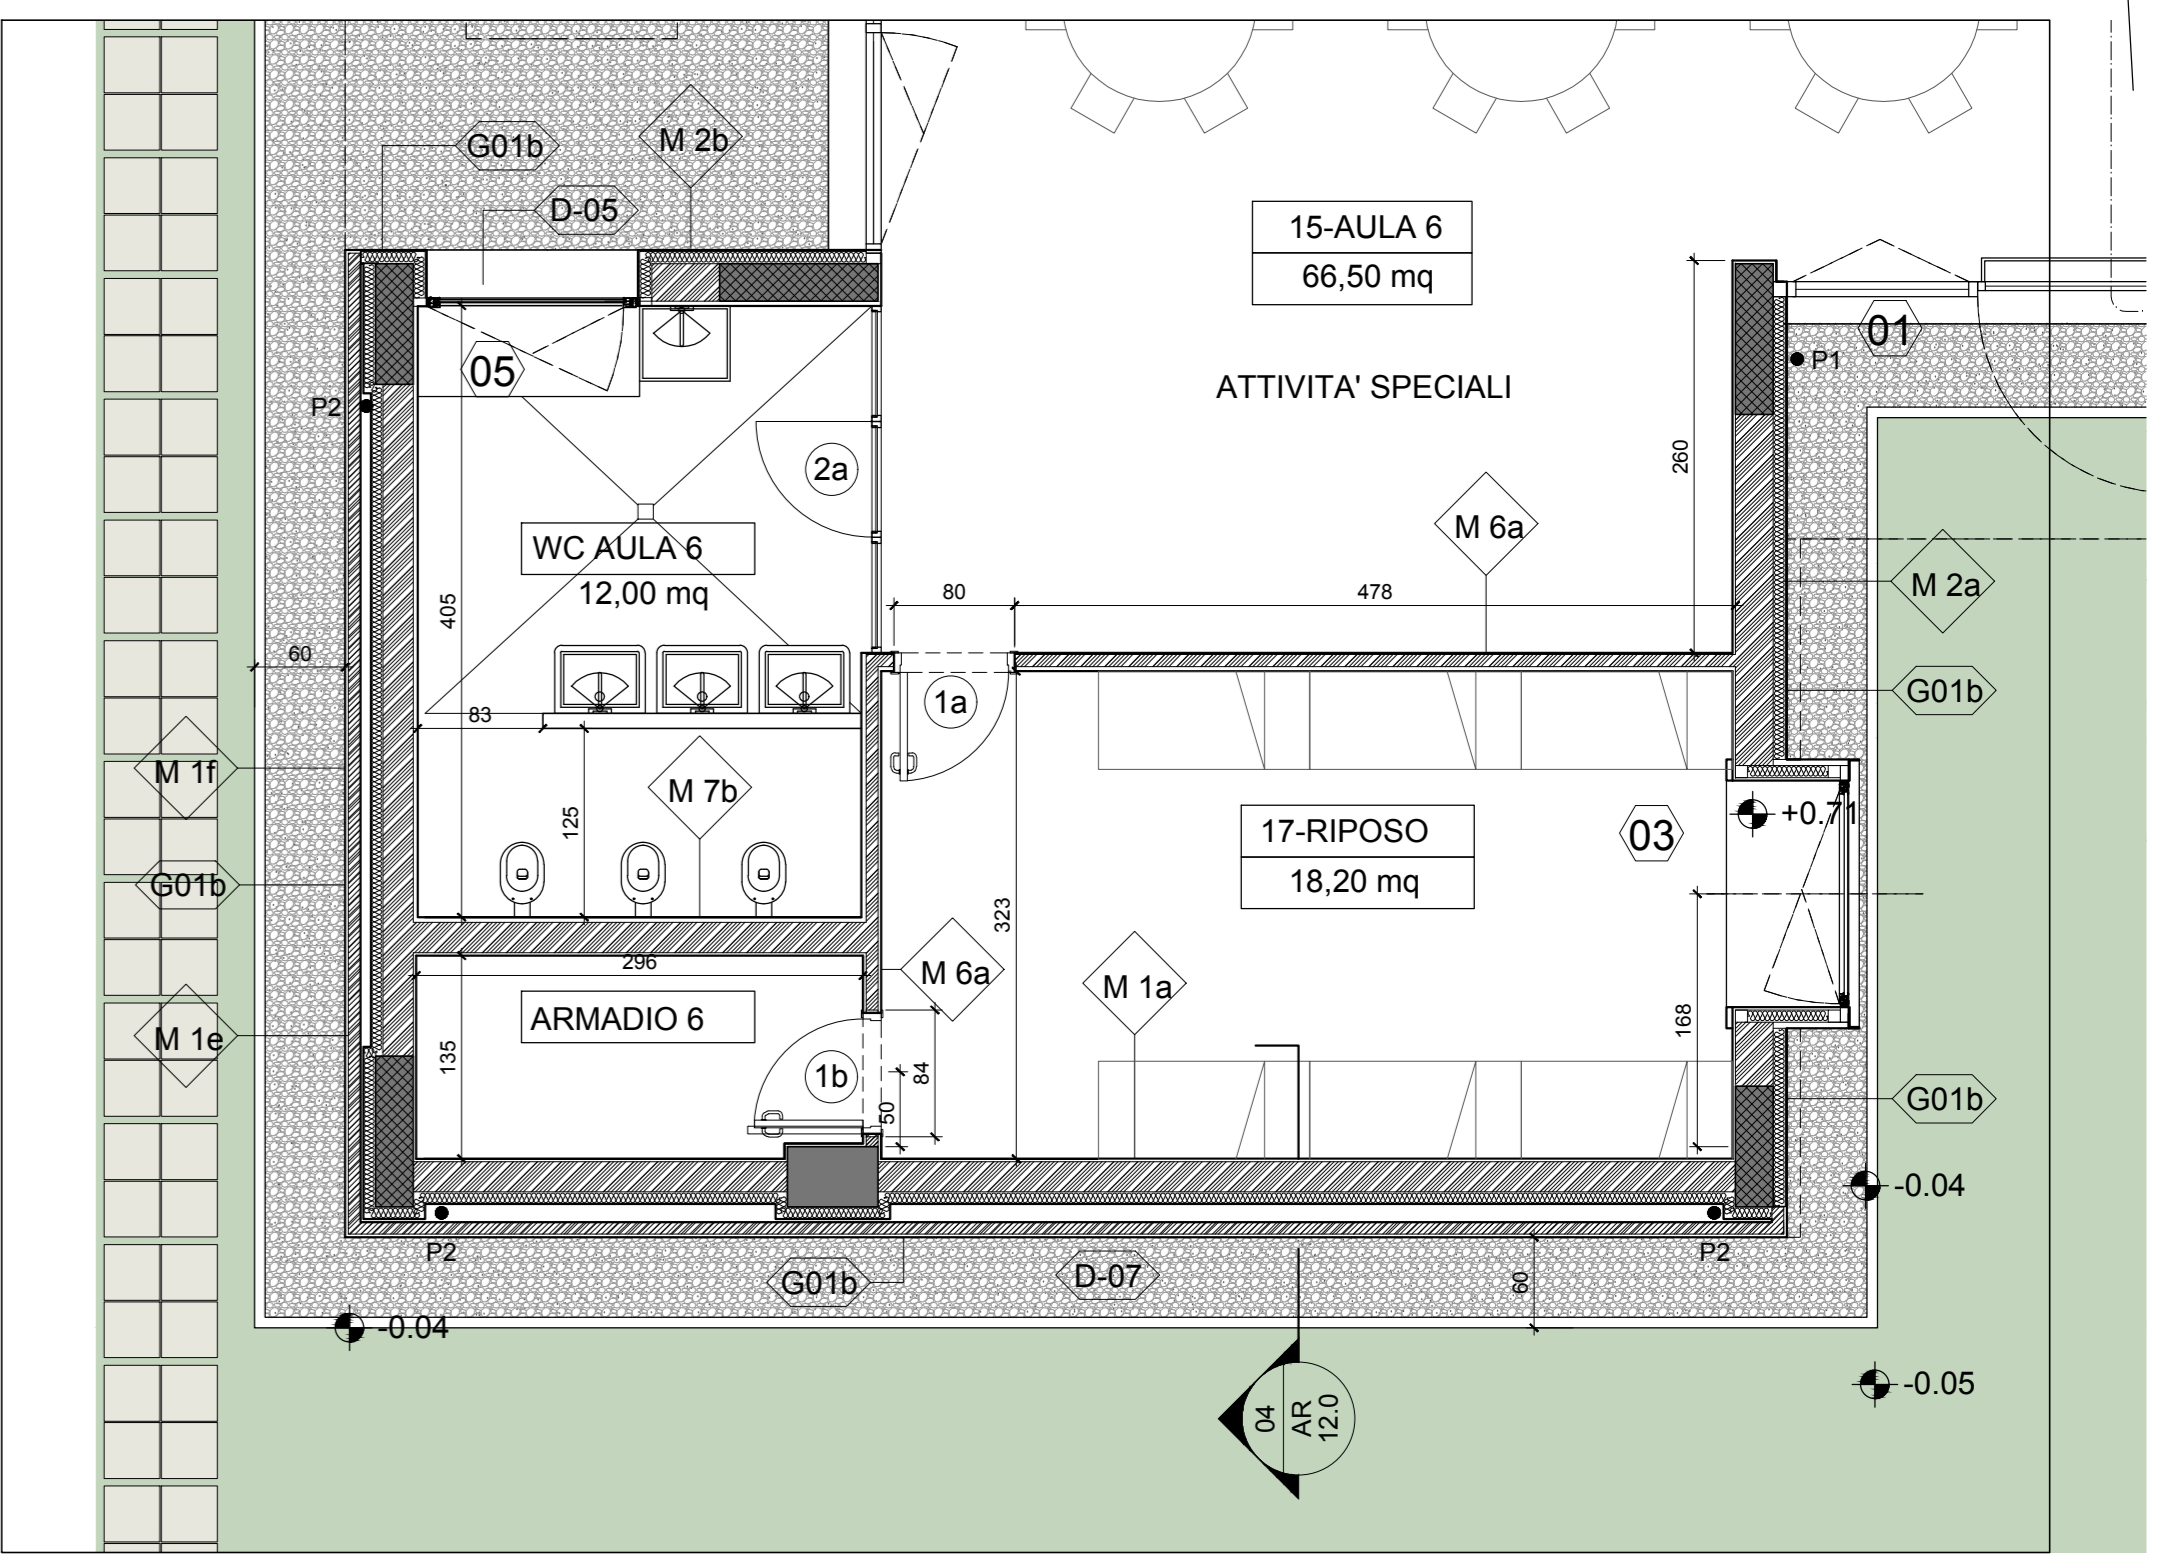 G01b
M 2b
D-05
15-AULA 6
66,50 mq
01
P1
05
P2
ATTIVITA' SPECIALI
260
2a
M 6a
WC AULA 6
12,00 mq
405
80
478
M 2a
60
G01b
83
1a
M 1f
M 7b
125
17-RIPOSO
18,20 mq
03
+0.71
G01b
323
296
M 6a
M 1a
168
M 1e
ARMADIO 6
135
1b
84
50
G01b
-0.04
P2
P2
G01b
D-07
60
-0.04
-0.05
04
AR
12.0